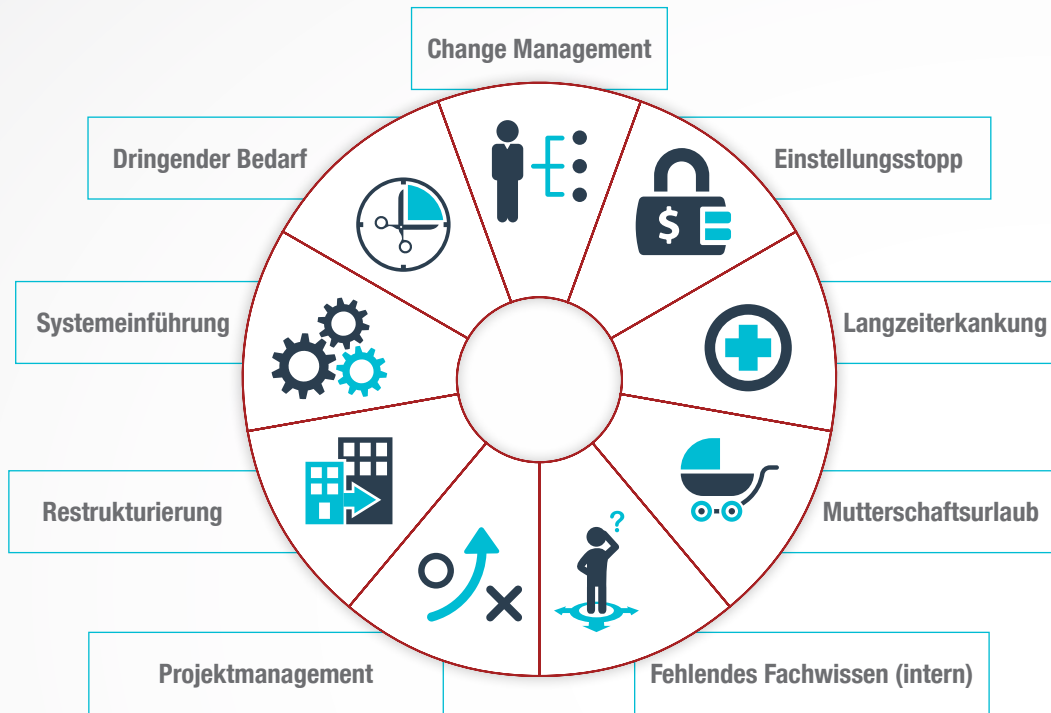 Change Management
Dringender Bedarf
Einstellungsstopp
$
Systemeinführung
Langzeiterkankung
Restrukturierung
Mutterschaftsurlaub
?
Projektmanagement
Fehlendes Fachwissen (intern)